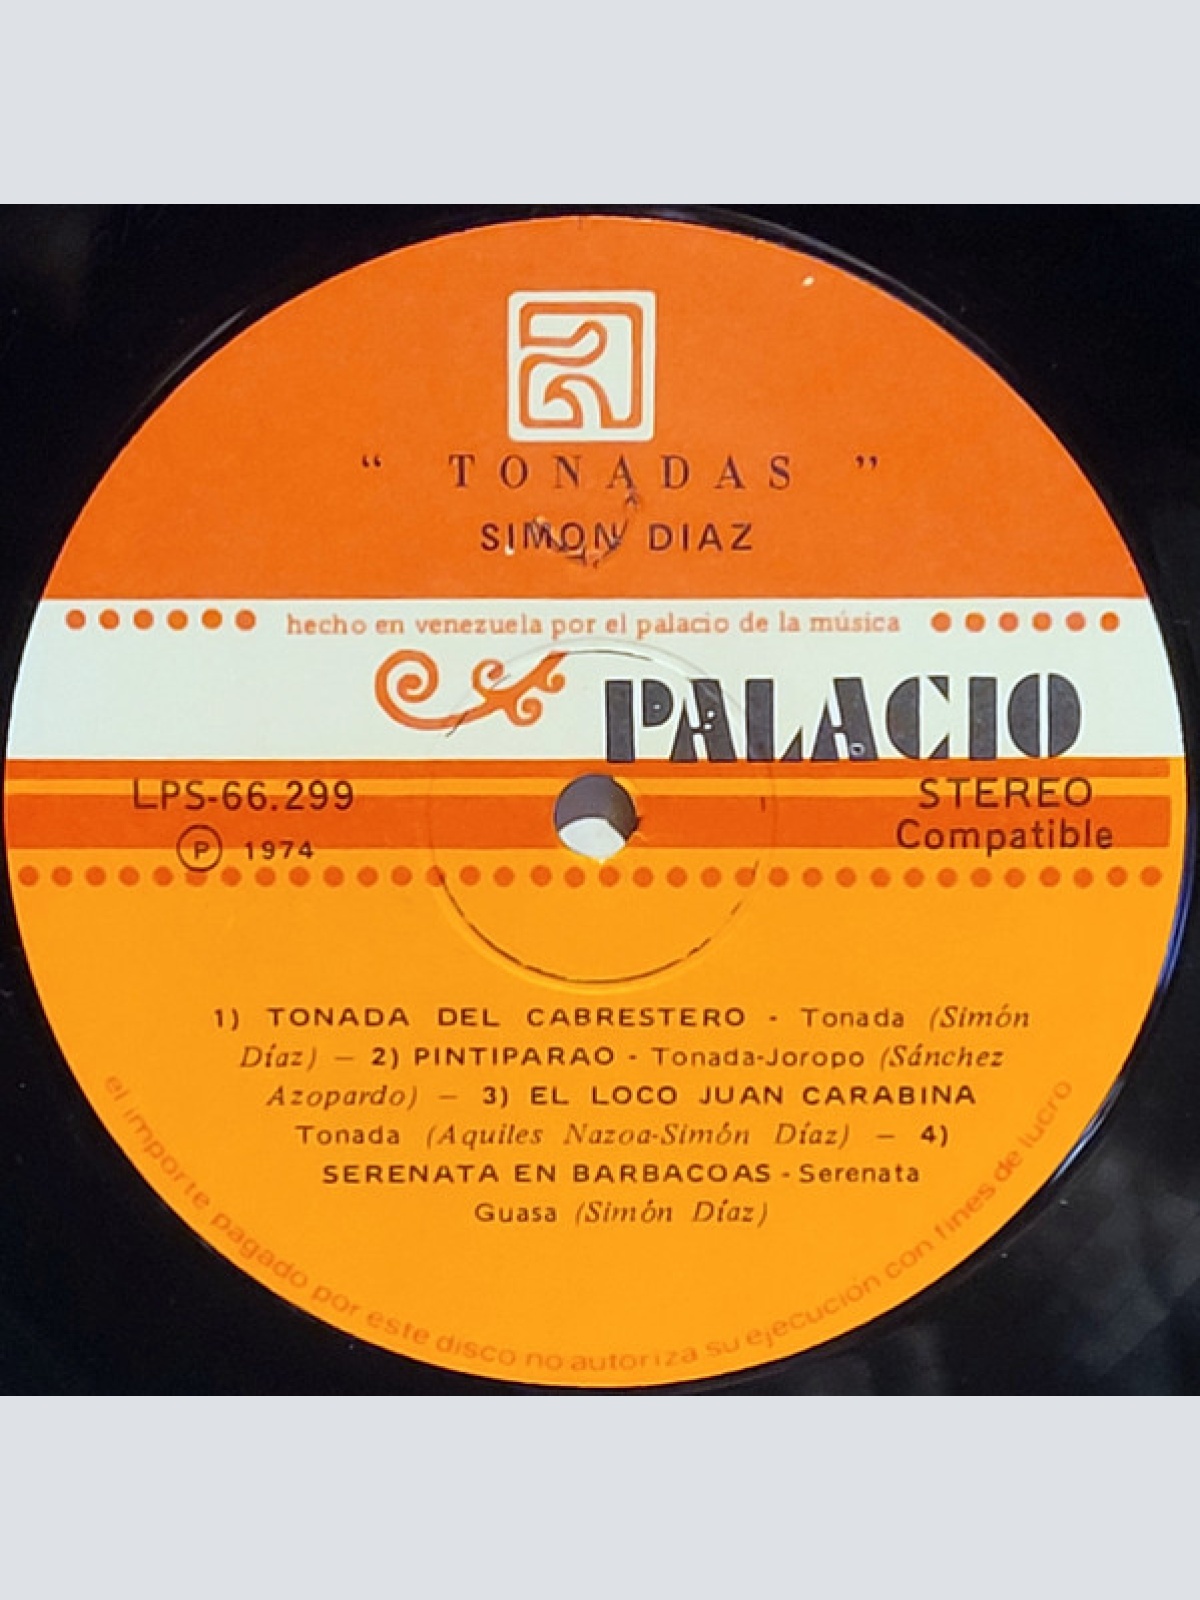 “ TONADAS ”
SIMON DIAZ
hecho en venezuela por el palacio de la música
PALACIO
LPS-66.299
STEREO
Compatible
Ⓟ 1974
1) TONADA DEL CABRESTERO - Tonada (Simón
Díaz) — 2) PINTIPARAO - Tonada-Joropo (Sánchez
Azopardo) — 3) EL LOCO JUAN CARABINA
Tonada (Aquiles Nazoa-Simón Díaz) — 4)
SERENATA EN BARBACOAS - Serenata
Guasa (Simón Díaz)
el importe pagado por este disco no autoriza su ejecución con fines de lucro